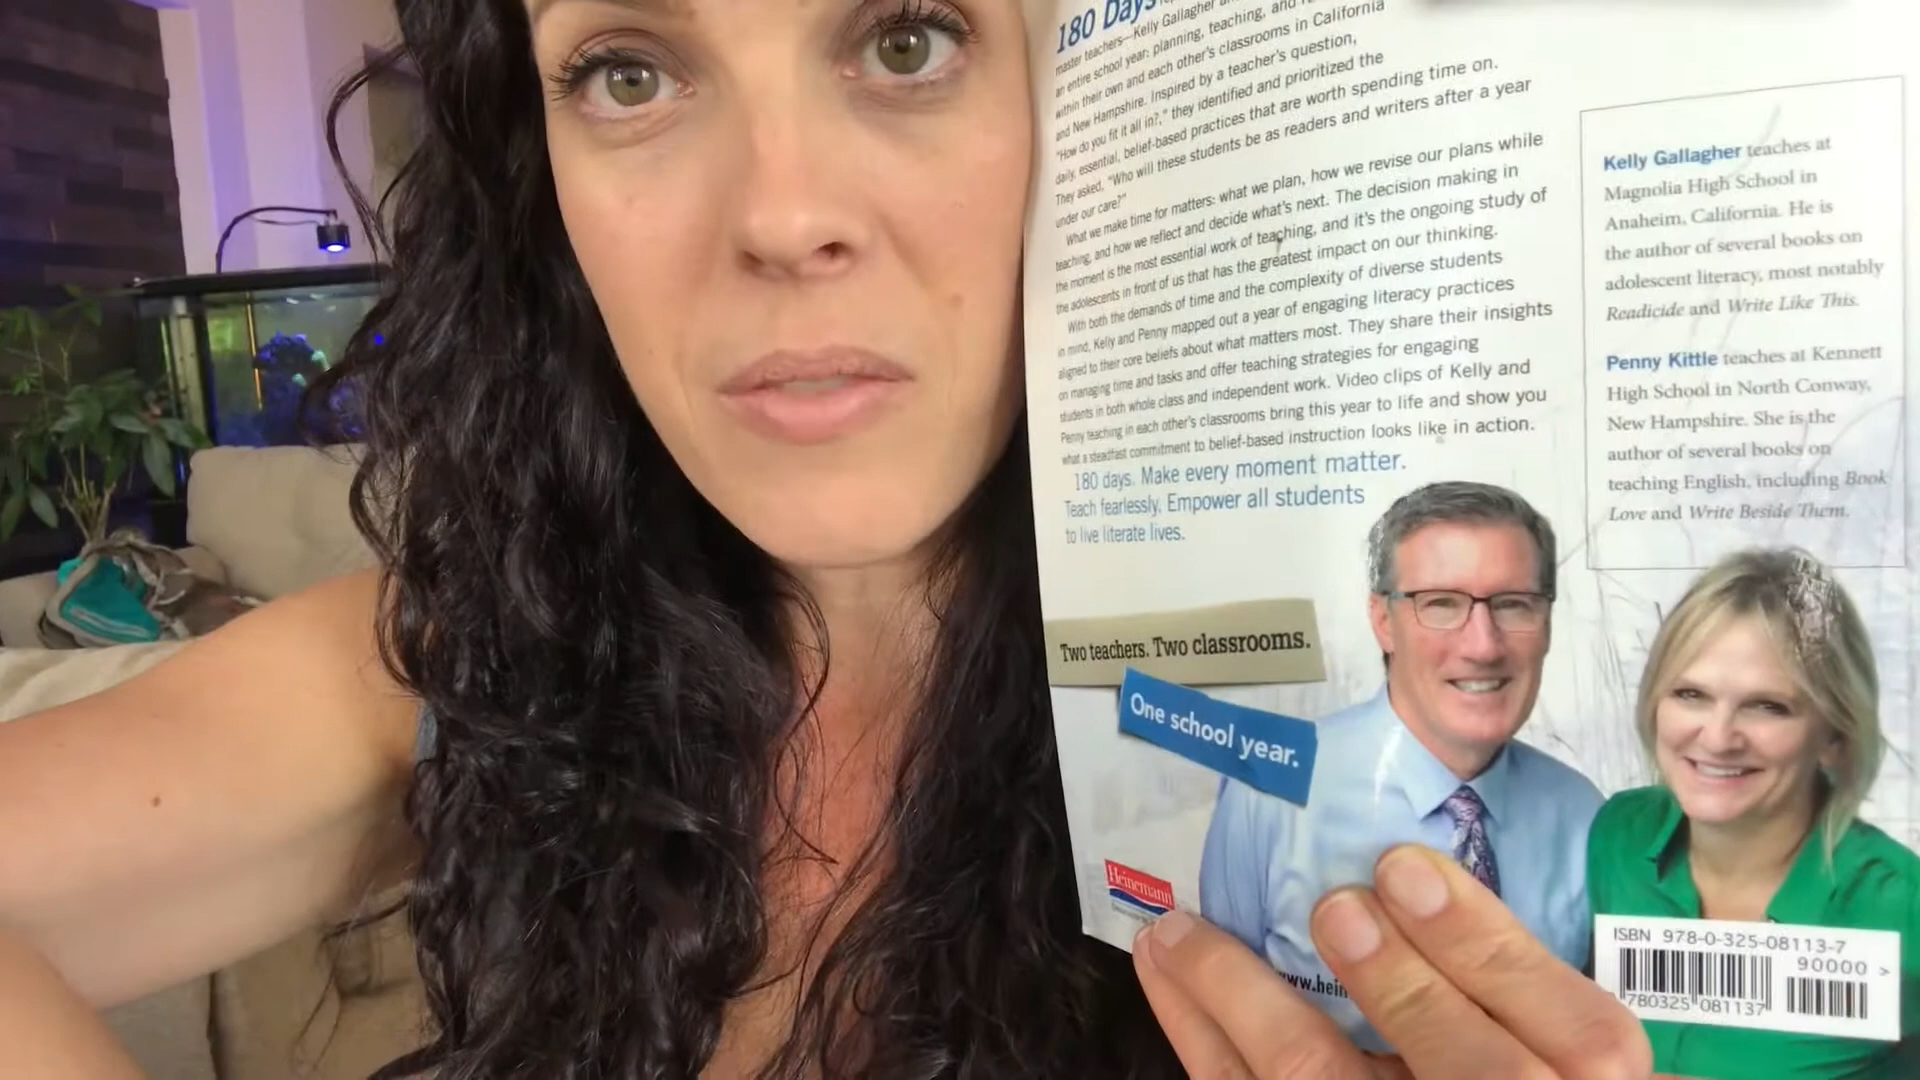 180 Days
master teachers—Kelly Gallagher
an entire school year: planning, teaching, and
within their own and each other's classrooms in California
and New Hampshire. Inspired by a teacher's question,
"How do you fit it all in?," they identified and prioritized the
daily, essential, belief-based practices that are worth spending time on.
They asked, "Who will these students be as readers and writers after a year
under our care?"
What we make time for matters: what we plan, how we revise our plans while
teaching, and how we reflect and decide what's next. The decision making in
the moment is the most essential work of teaching, and it's the ongoing study of
the adolescents in front of us that has the greatest impact on our thinking.
With both the demands of time and the complexity of diverse students
in mind, Kelly and Penny mapped out a year of engaging literacy practices
aligned to their core beliefs about what matters most. They share their insights
on managing time and tasks and offer teaching strategies for engaging
students in both whole class and independent work. Video clips of Kelly and
Penny teaching in each other's classrooms bring this year to life and show you
what a steadfast commitment to belief-based instruction looks like in action.
180 days. Make every moment matter.
Teach fearlessly. Empower all students
to live literate lives.
Two teachers. Two classrooms.
One school year.
Heinemann
www.hein
Kelly Gallagher teaches at
Magnolia High School in
Anaheim, California. He is
the author of several books on
adolescent literacy, most notably
Readicide and Write Like This.
Penny Kittle teaches at Kennett
High School in North Conway,
New Hampshire. She is the
author of several books on
teaching English, including Book
Love and Write Beside Them.
ISBN 978-0-325-08113-7
90000 >
780325 081137